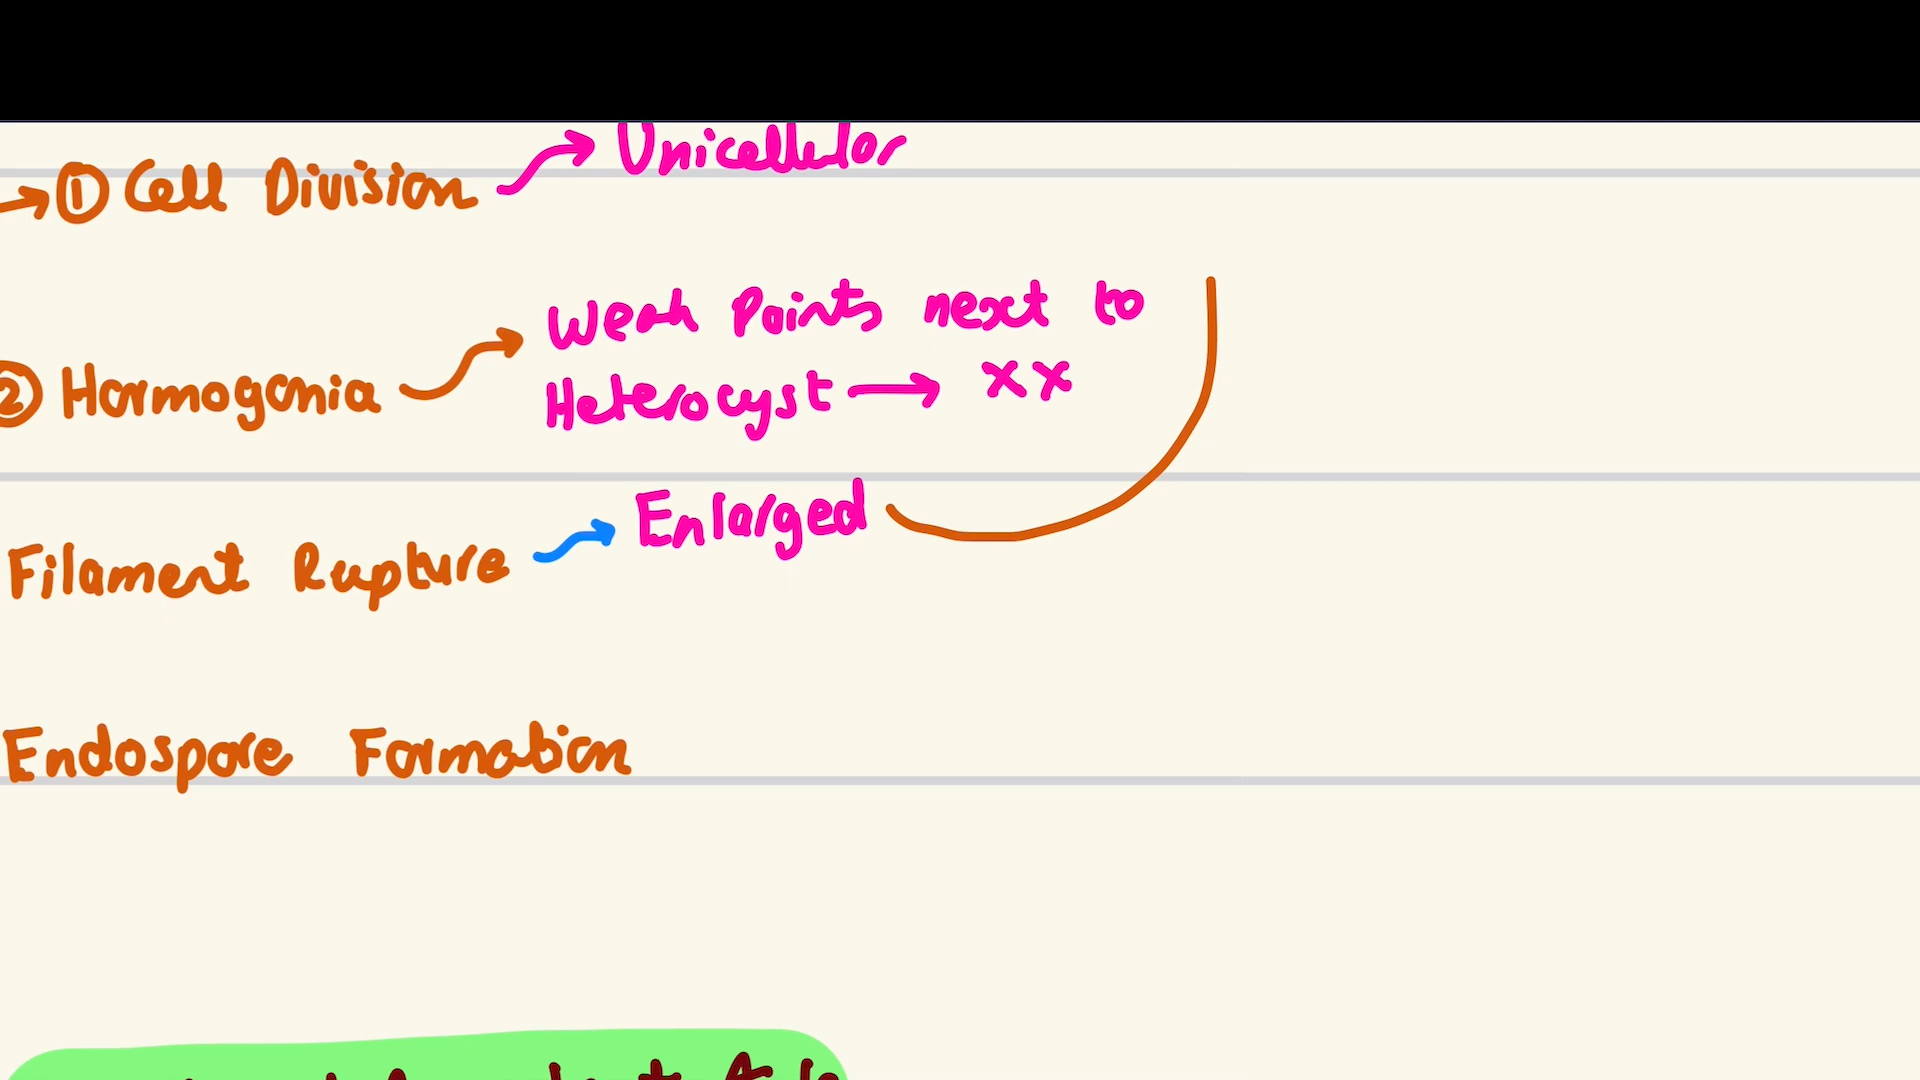 → ① Cell Division → Unicellular
② Hormogonia → Weak Points next to
Heterocyst → XX
Filament Rupture → Enlarged
Endospore Formation